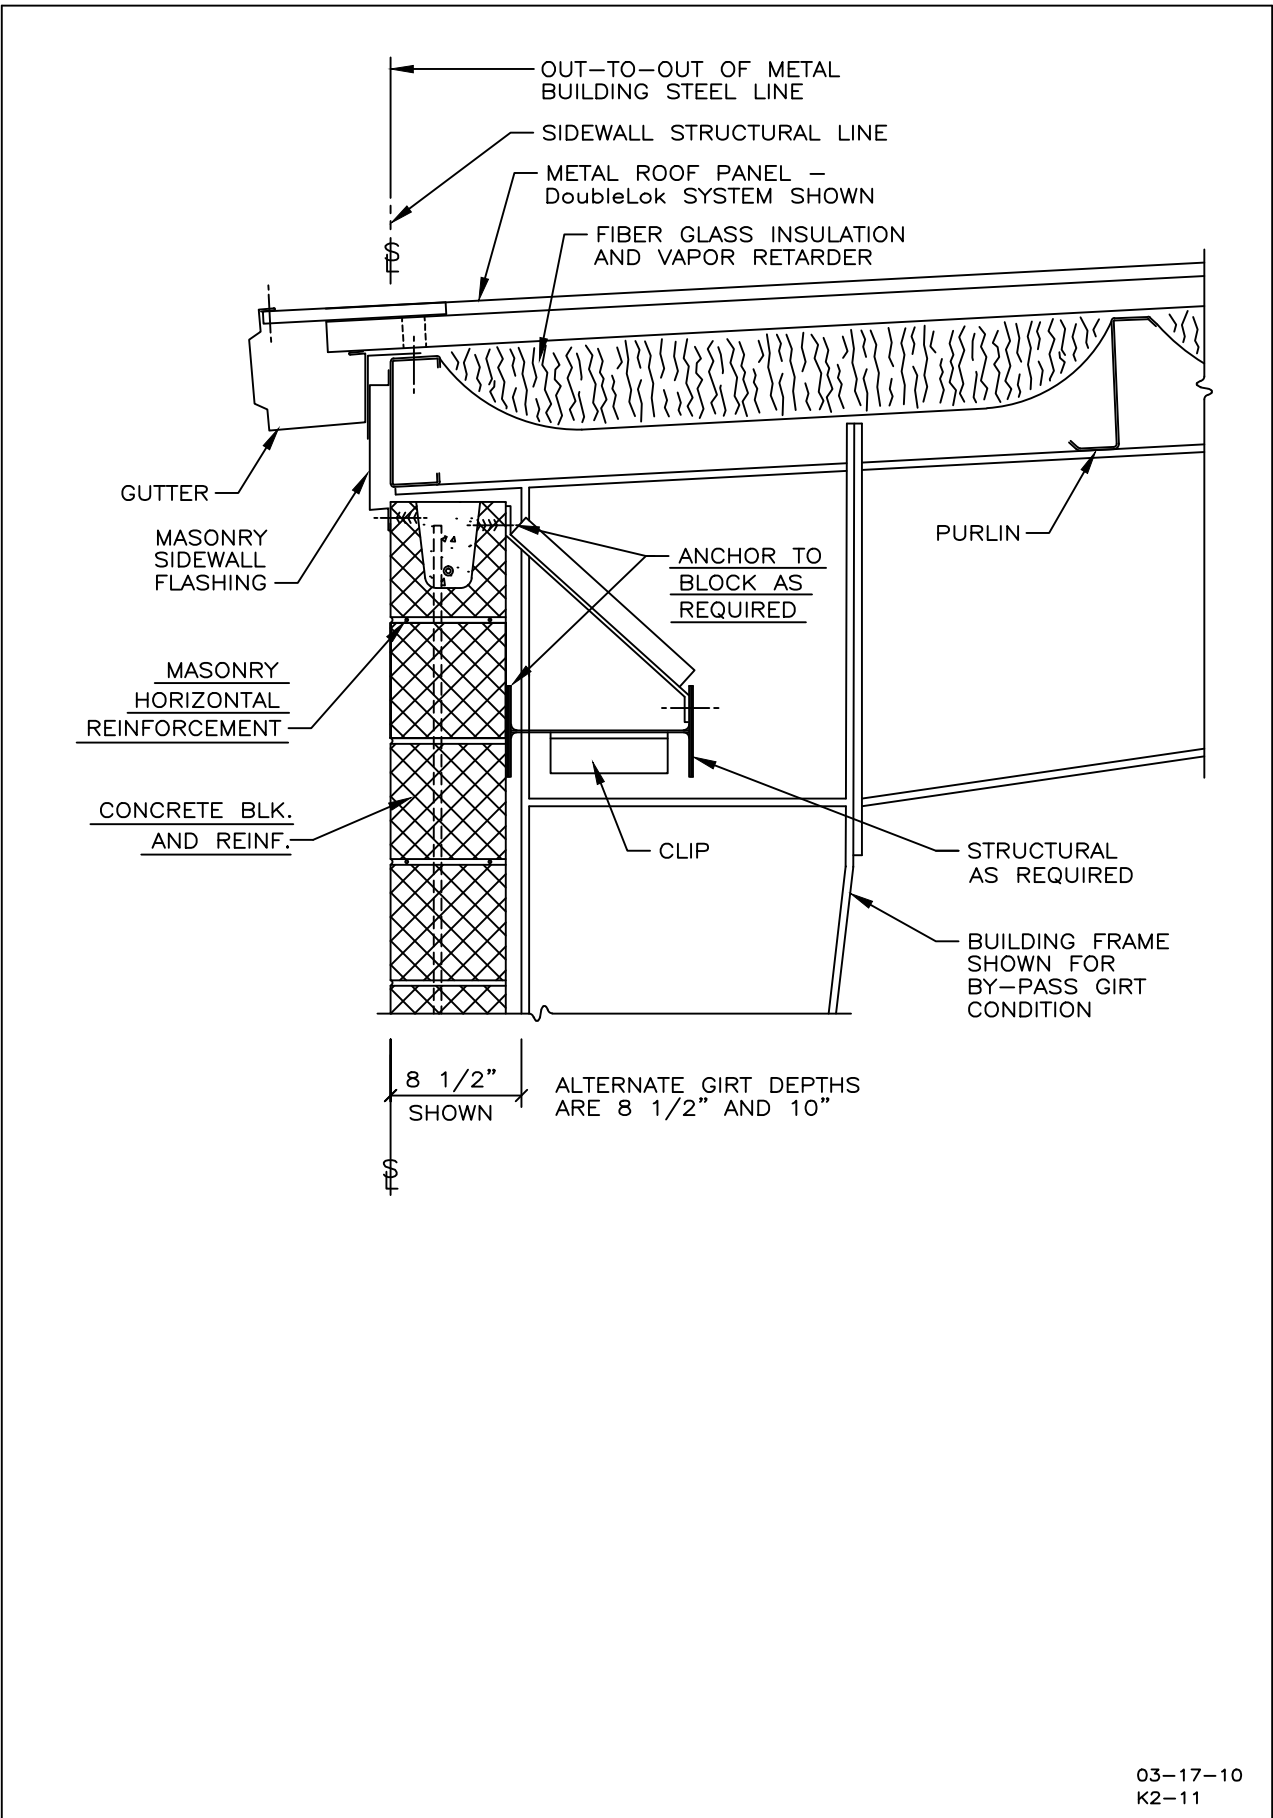 OUT-TO-OUT OF METAL
BUILDING STEEL LINE
SIDEWALL STRUCTURAL LINE
METAL ROOF PANEL -
DoubleLok SYSTEM SHOWN
FIBER GLASS INSULATION
AND VAPOR RETARDER
GUTTER
MASONRY
SIDEWALL
FLASHING
PURLIN
ANCHOR TO
BLOCK AS
REQUIRED
MASONRY
HORIZONTAL
REINFORCEMENT
CONCRETE BLK.
AND REINF.
CLIP
STRUCTURAL
AS REQUIRED
BUILDING FRAME
SHOWN FOR
BY-PASS GIRT
CONDITION
8 1/2"
SHOWN
ALTERNATE GIRT DEPTHS
ARE 8 1/2" AND 10"
03-17-10
K2-11